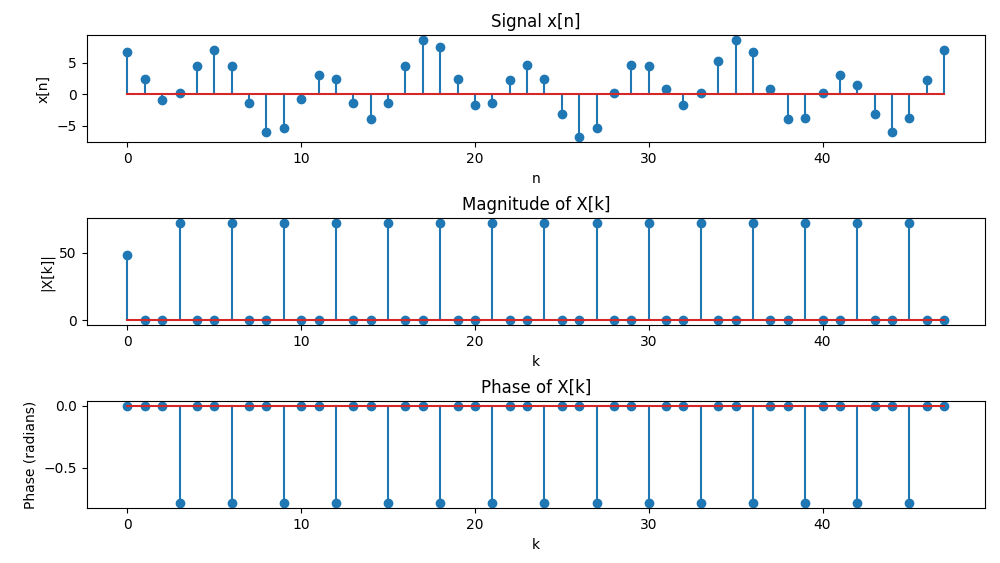 Signal x[n]
x[n]
5
0
−5
0 10 20 30 40
n
Magnitude of X[k]
|X[k]|
50
0
0 10 20 30 40
k
Phase of X[k]
Phase (radians)
0.0
−0.5
0 10 20 30 40
k